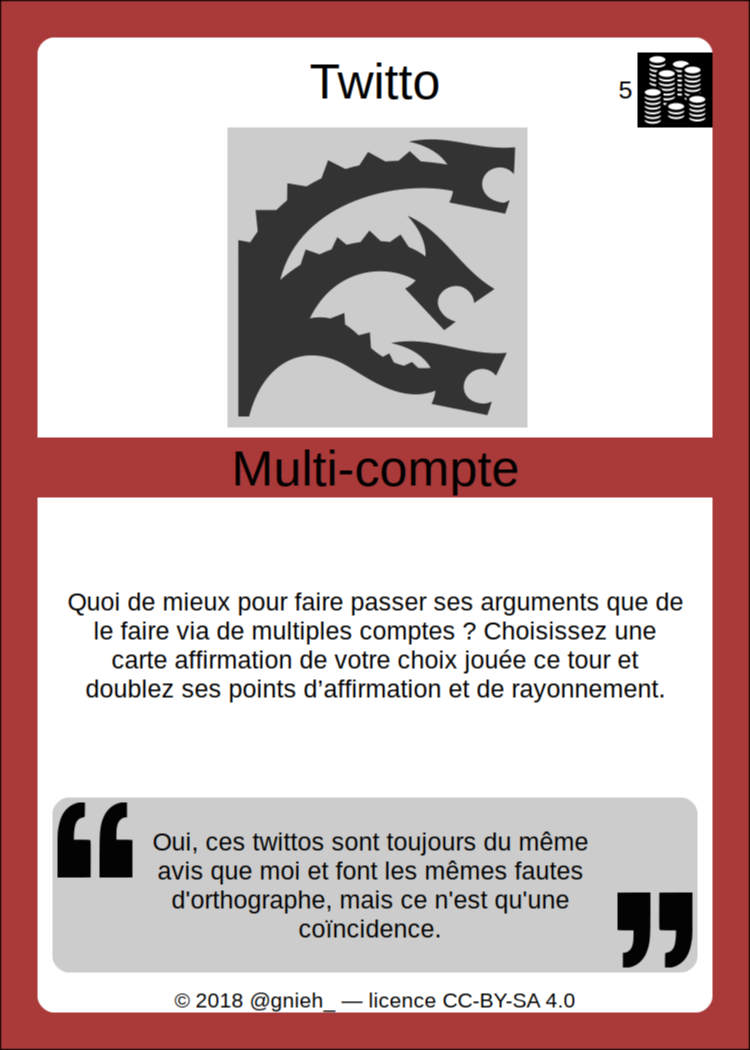 Twitto
5
Multi-compte
Quoi de mieux pour faire passer ses arguments que de
le faire via de multiples comptes ? Choisissez une
carte affirmation de votre choix jouée ce tour et
doublez ses points d’affirmation et de rayonnement.
Oui, ces twittos sont toujours du même
avis que moi et font les mêmes fautes
d'orthographe, mais ce n'est qu'une
coïncidence.
© 2018 @gnieh_ — licence CC-BY-SA 4.0